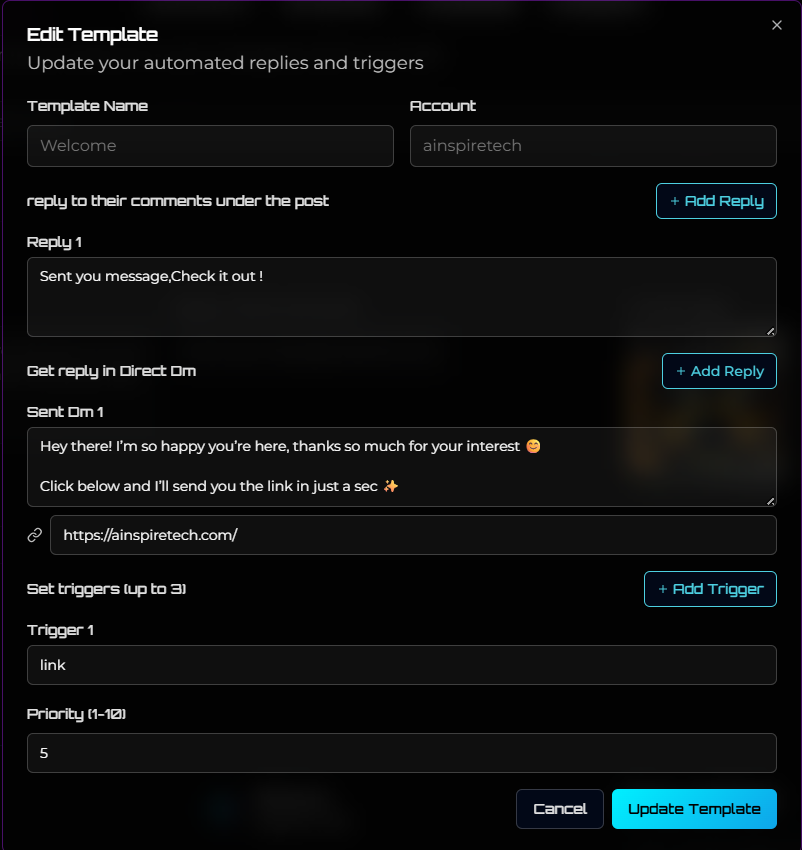 Edit Template
Update your automated replies and triggers
Template Name
Account
Welcome
ainspiretech
reply to their comments under the post
+ Add Reply
Reply 1
Sent you message,Check it out !
Get reply in Direct Dm
+ Add Reply
Sent Dm 1
Hey there! I'm so happy you're here, thanks so much for your interest 😊
Click below and I'll send you the link in just a sec ✨
https://ainspiretech.com/
Set triggers (up to 3)
+ Add Trigger
Trigger 1
link
Priority (1-10)
5
Cancel
Update Template